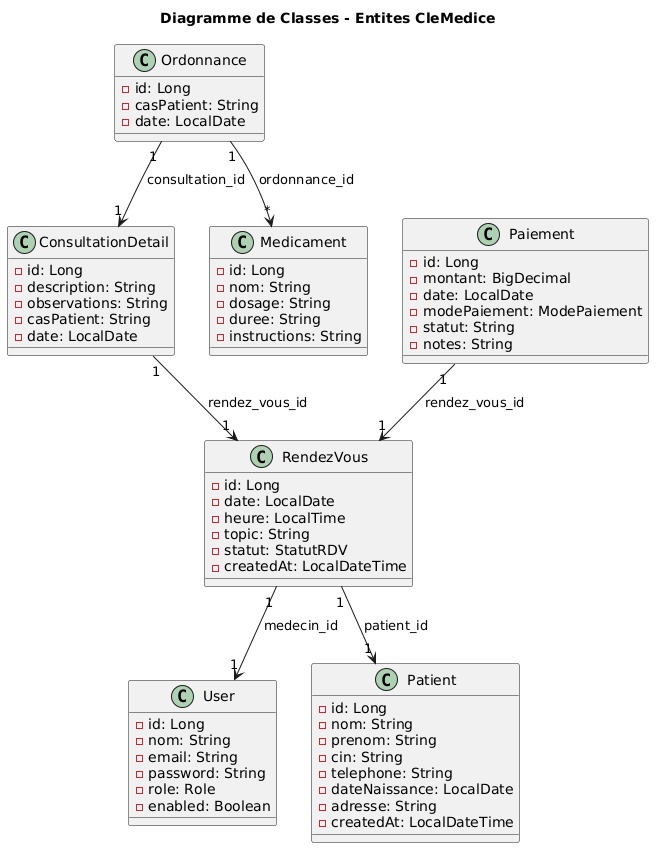 Diagramme de Classes - Entites CleMedice
C Ordonnance
id: Long
casPatient: String
date: LocalDate
1
1
consultation_id
ordonnance_id
1
*
C ConsultationDetail
id: Long
description: String
observations: String
casPatient: String
date: LocalDate
C Medicament
id: Long
nom: String
dosage: String
duree: String
instructions: String
C Paiement
id: Long
montant: BigDecimal
date: LocalDate
modePaiement: ModePaiement
statut: String
notes: String
1
1
rendez_vous_id
rendez_vous_id
1
1
C RendezVous
id: Long
date: LocalDate
heure: LocalTime
topic: String
statut: StatutRDV
createdAt: LocalDateTime
1
1
medecin_id
patient_id
1
1
C User
id: Long
nom: String
email: String
password: String
role: Role
enabled: Boolean
C Patient
id: Long
nom: String
prenom: String
cin: String
telephone: String
dateNaissance: LocalDate
adresse: String
createdAt: LocalDateTime